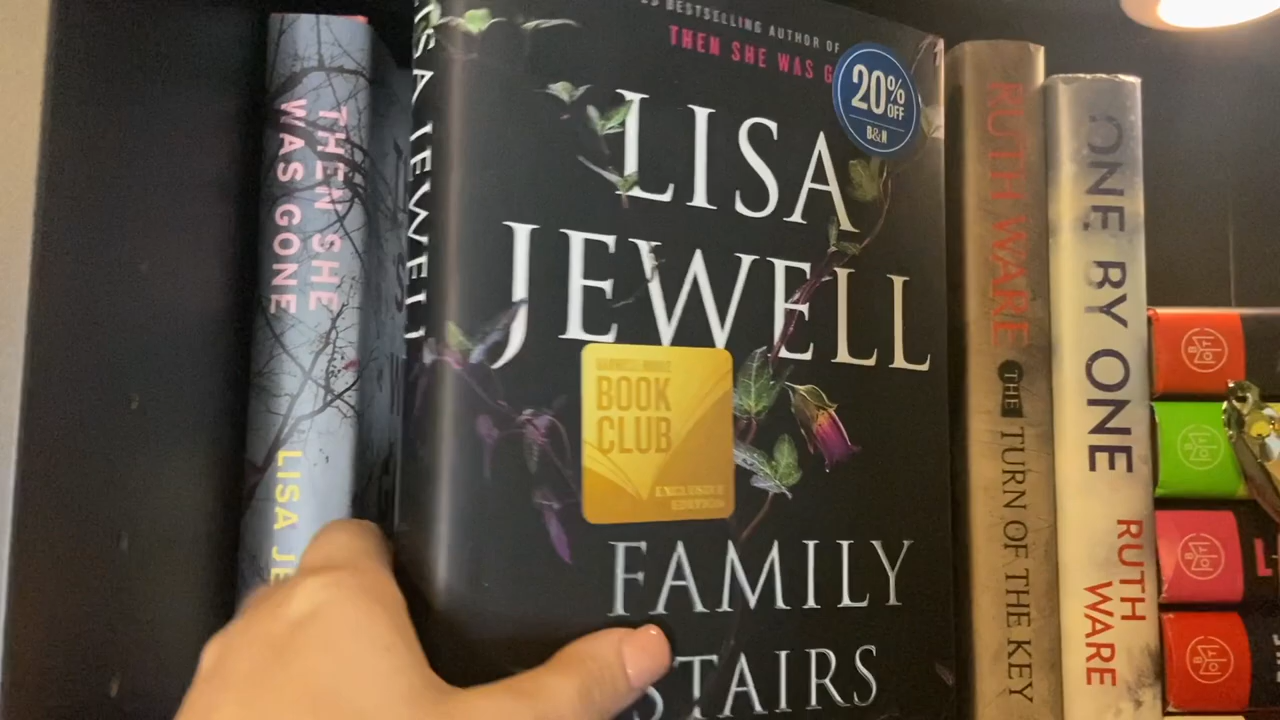 THEN SHE
WAS GONE
LISA JE
LISA JEWELL
BESTSELLING AUTHOR OF
THEN SHE WAS G
20%
OFF
B&N
LISA
JEWELL
BOOK
CLUB
EXCLUSIVE
EDITION
FAMILY
STAIRS
RUTH WARE THE TURN OF THE KEY
ONE BY ONE
RUTH
WARE